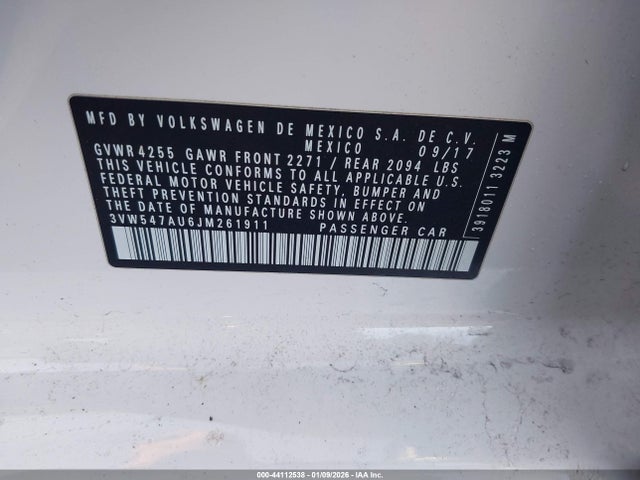 MFD BY VOLKSWAGEN DE MEXICO S.A. DE C.V.
MEXICO 09/17
GVWR 4255 GAWR FRONT 2271 / REAR 2094 LBS
THIS VEHICLE CONFORMS TO ALL APPLICABLE U.S.
FEDERAL MOTOR VEHICLE SAFETY, BUMPER AND
THEFT PREVENTION STANDARDS IN EFFECT ON
THE DATE OF MANUFACTURE SHOWN ABOVE.
3VW547AU6JM261911 PASSENGER CAR
3918011 3223 M
000-44112538 - 01/09/2026 - IAA Inc.